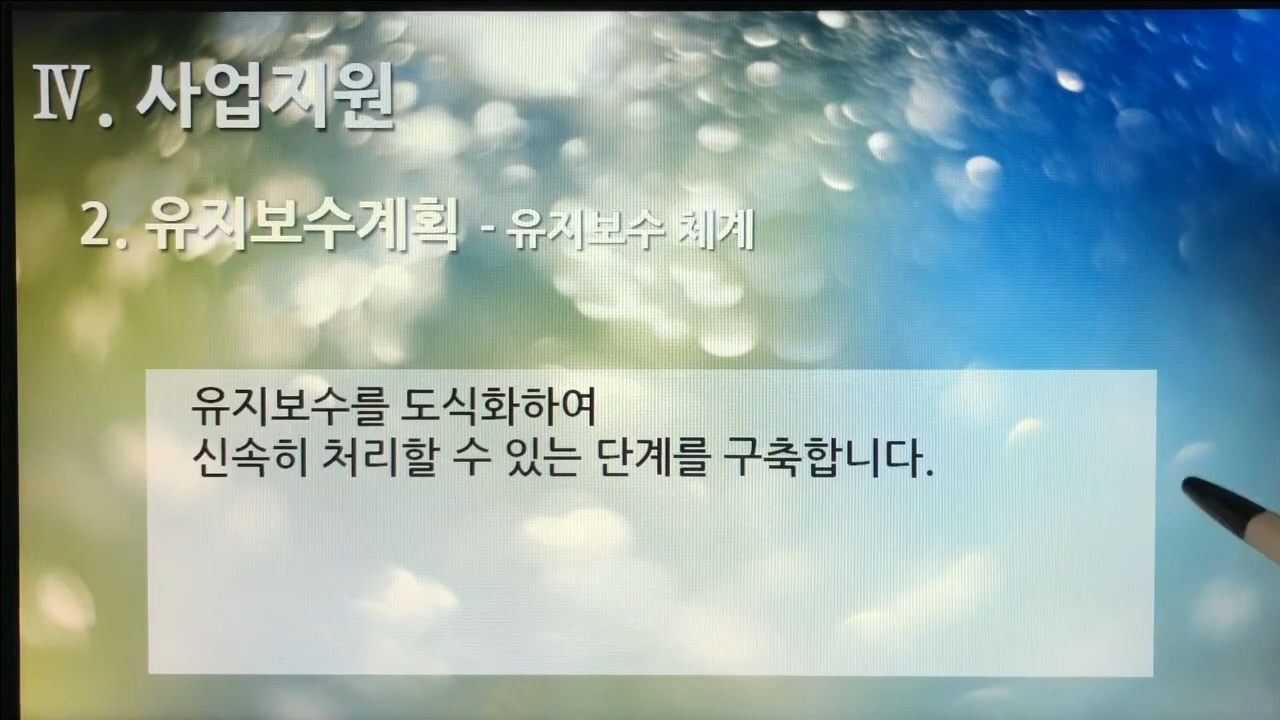 Ⅳ. 사업지원
2. 유지보수계획 - 유지보수 체계
유지보수를 도식화하여
신속히 처리할 수 있는 단계를 구축합니다.